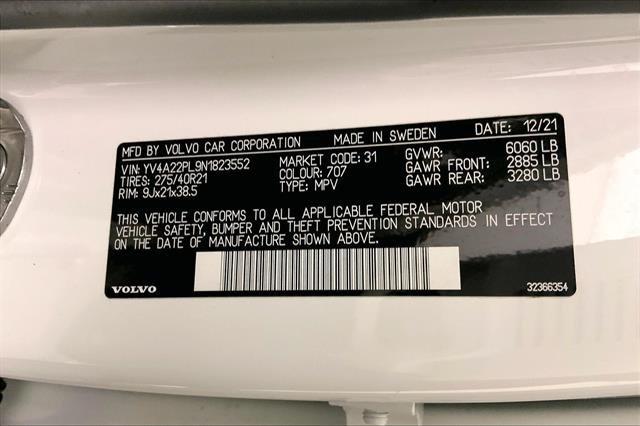 MFD BY VOLVO CAR CORPORATION MADE IN SWEDEN DATE: 12/21
VIN: YV4A22PL9N1823552 MARKET CODE: 31 GVWR: 6060 LB
TIRES: 275/40R21 COLOUR: 707 GAWR FRONT: 2885 LB
RIM: 9Jx21x38.5 TYPE: MPV GAWR REAR: 3280 LB
THIS VEHICLE CONFORMS TO ALL APPLICABLE FEDERAL MOTOR
VEHICLE SAFETY, BUMPER AND THEFT PREVENTION STANDARDS IN EFFECT
ON THE DATE OF MANUFACTURE SHOWN ABOVE.
VOLVO 32366354